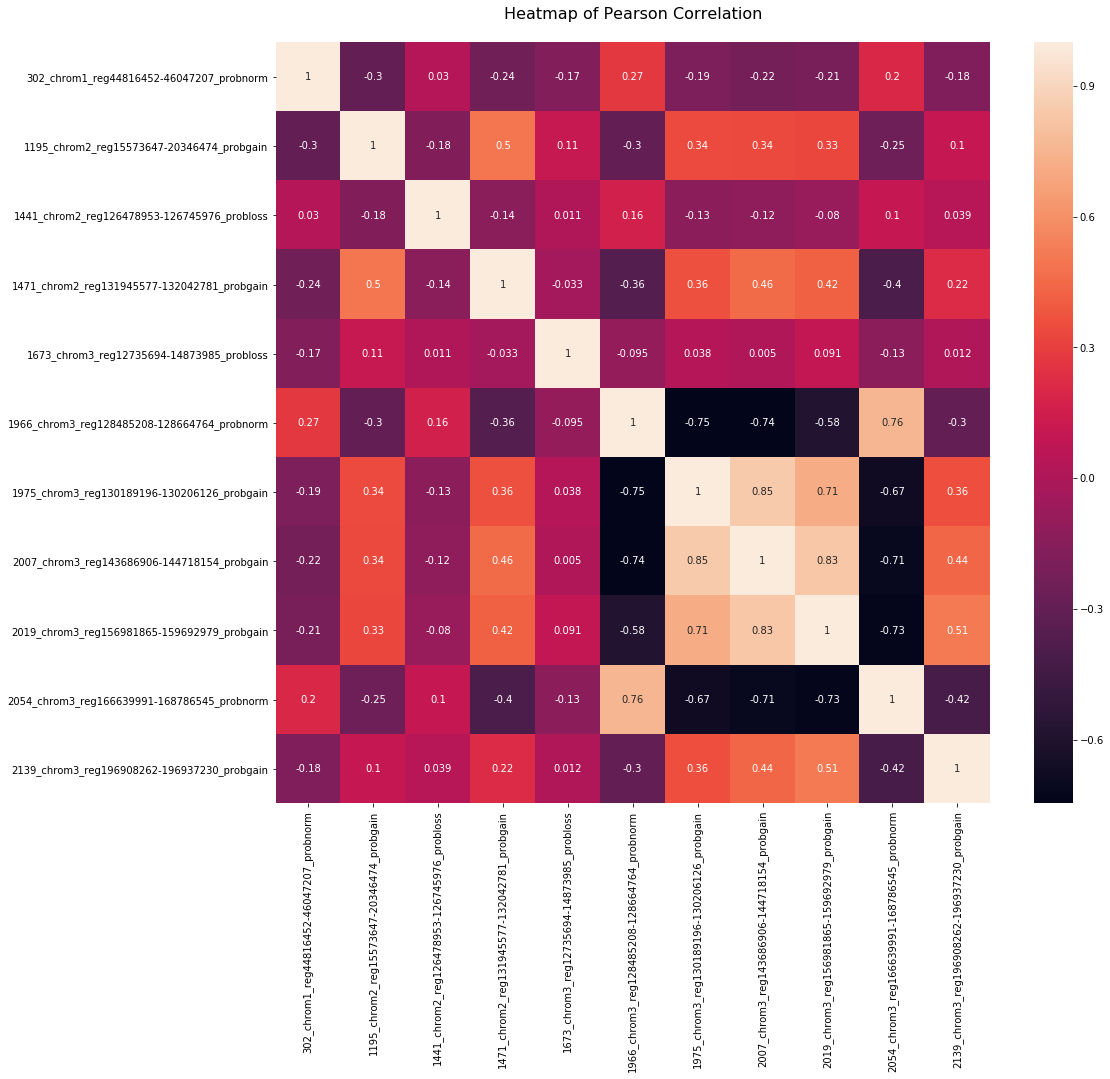 Heatmap of Pearson Correlation
302_chrom1_reg44816452-46047207_probnorm 1 -0.3 0.03 -0.24 -0.17 0.27 -0.19 -0.22 -0.21 0.2 -0.18
1195_chrom2_reg15573647-20346474_probgain -0.3 1 -0.18 0.5 0.11 -0.3 0.34 0.34 0.33 -0.25 0.1
1441_chrom2_reg126478953-126745976_probloss 0.03 -0.18 1 -0.14 0.011 0.16 -0.13 -0.12 -0.08 0.1 0.039
1471_chrom2_reg131945577-132042781_probgain -0.24 0.5 -0.14 1 -0.033 -0.36 0.36 0.46 0.42 -0.4 0.22
1673_chrom3_reg12735694-14873985_probloss -0.17 0.11 0.011 -0.033 1 -0.095 0.038 0.005 0.091 -0.13 0.012
1966_chrom3_reg128485208-128664764_probnorm 0.27 -0.3 0.16 -0.36 -0.095 1 -0.75 -0.74 -0.58 0.76 -0.3
1975_chrom3_reg130189196-130206126_probgain -0.19 0.34 -0.13 0.36 0.038 -0.75 1 0.85 0.71 -0.67 0.36
2007_chrom3_reg143686906-144718154_probgain -0.22 0.34 -0.12 0.46 0.005 -0.74 0.85 1 0.83 -0.71 0.44
2019_chrom3_reg156981865-159692979_probgain -0.21 0.33 -0.08 0.42 0.091 -0.58 0.71 0.83 1 -0.73 0.51
2054_chrom3_reg166639991-168786545_probnorm 0.2 -0.25 0.1 -0.4 -0.13 0.76 -0.67 -0.71 -0.73 1 -0.42
2139_chrom3_reg196908262-196937230_probgain -0.18 0.1 0.039 0.22 0.012 -0.3 0.36 0.44 0.51 -0.42 1
302_chrom1_reg44816452-46047207_probnorm
1195_chrom2_reg15573647-20346474_probgain
1441_chrom2_reg126478953-126745976_probloss
1471_chrom2_reg131945577-132042781_probgain
1673_chrom3_reg12735694-14873985_probloss
1966_chrom3_reg128485208-128664764_probnorm
1975_chrom3_reg130189196-130206126_probgain
2007_chrom3_reg143686906-144718154_probgain
2019_chrom3_reg156981865-159692979_probgain
2054_chrom3_reg166639991-168786545_probnorm
2139_chrom3_reg196908262-196937230_probgain
0.9
0.6
0.3
0.0
−0.3
−0.6